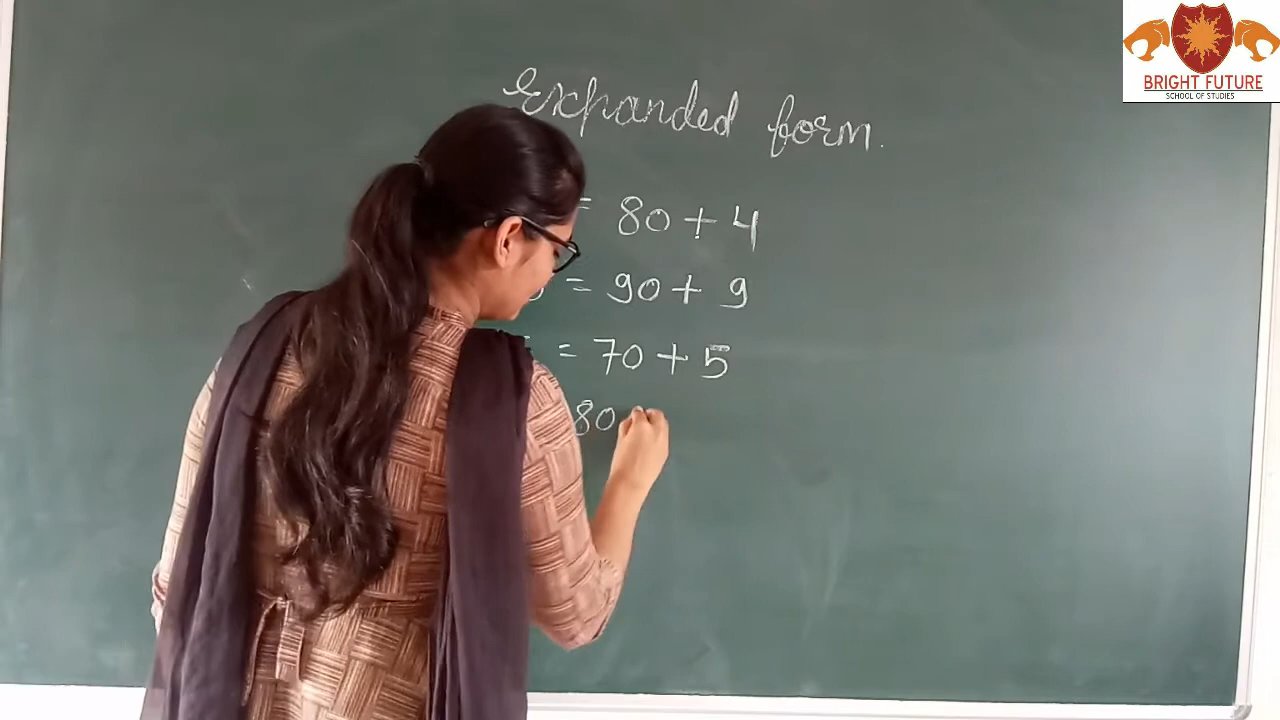 BRIGHT FUTURE
SCHOOL OF STUDIES
Expanded form.
= 80 + 4
= 90 + 9
= 70 + 5
80